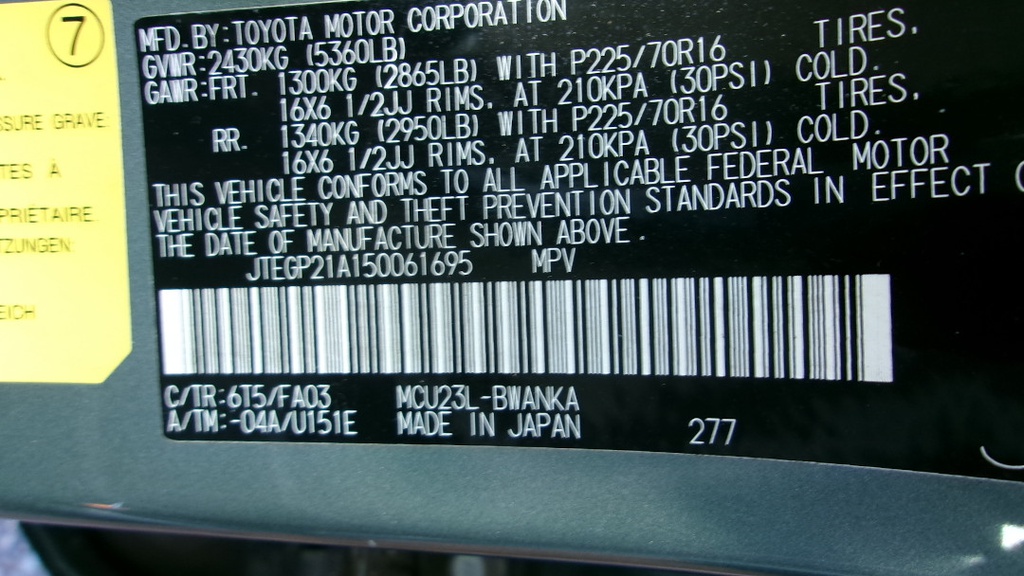 7
SSURE GRAVE.
TES À
PRIÉTAIRE.
TZUNGEN:
EICH
MFD. BY: TOYOTA MOTOR CORPORATION
GVWR: 2430KG (5360LB)
GAWR: FRT. 1300KG (2865LB) WITH P225/70R16 TIRES.
16X6 1/2JJ RIMS. AT 210KPA (30PSI) COLD.
RR. 1340KG (2950LB) WITH P225/70R16 TIRES.
16X6 1/2JJ RIMS. AT 210KPA (30PSI) COLD.
THIS VEHICLE CONFORMS TO ALL APPLICABLE FEDERAL MOTOR
VEHICLE SAFETY AND THEFT PREVENTION STANDARDS IN EFFECT
THE DATE OF MANUFACTURE SHOWN ABOVE.
JTEGP21A150061695 MPV
C/TR: 6T5/FA03 MCU23L-BWANKA
A/TM: -04A/U151E MADE IN JAPAN 277